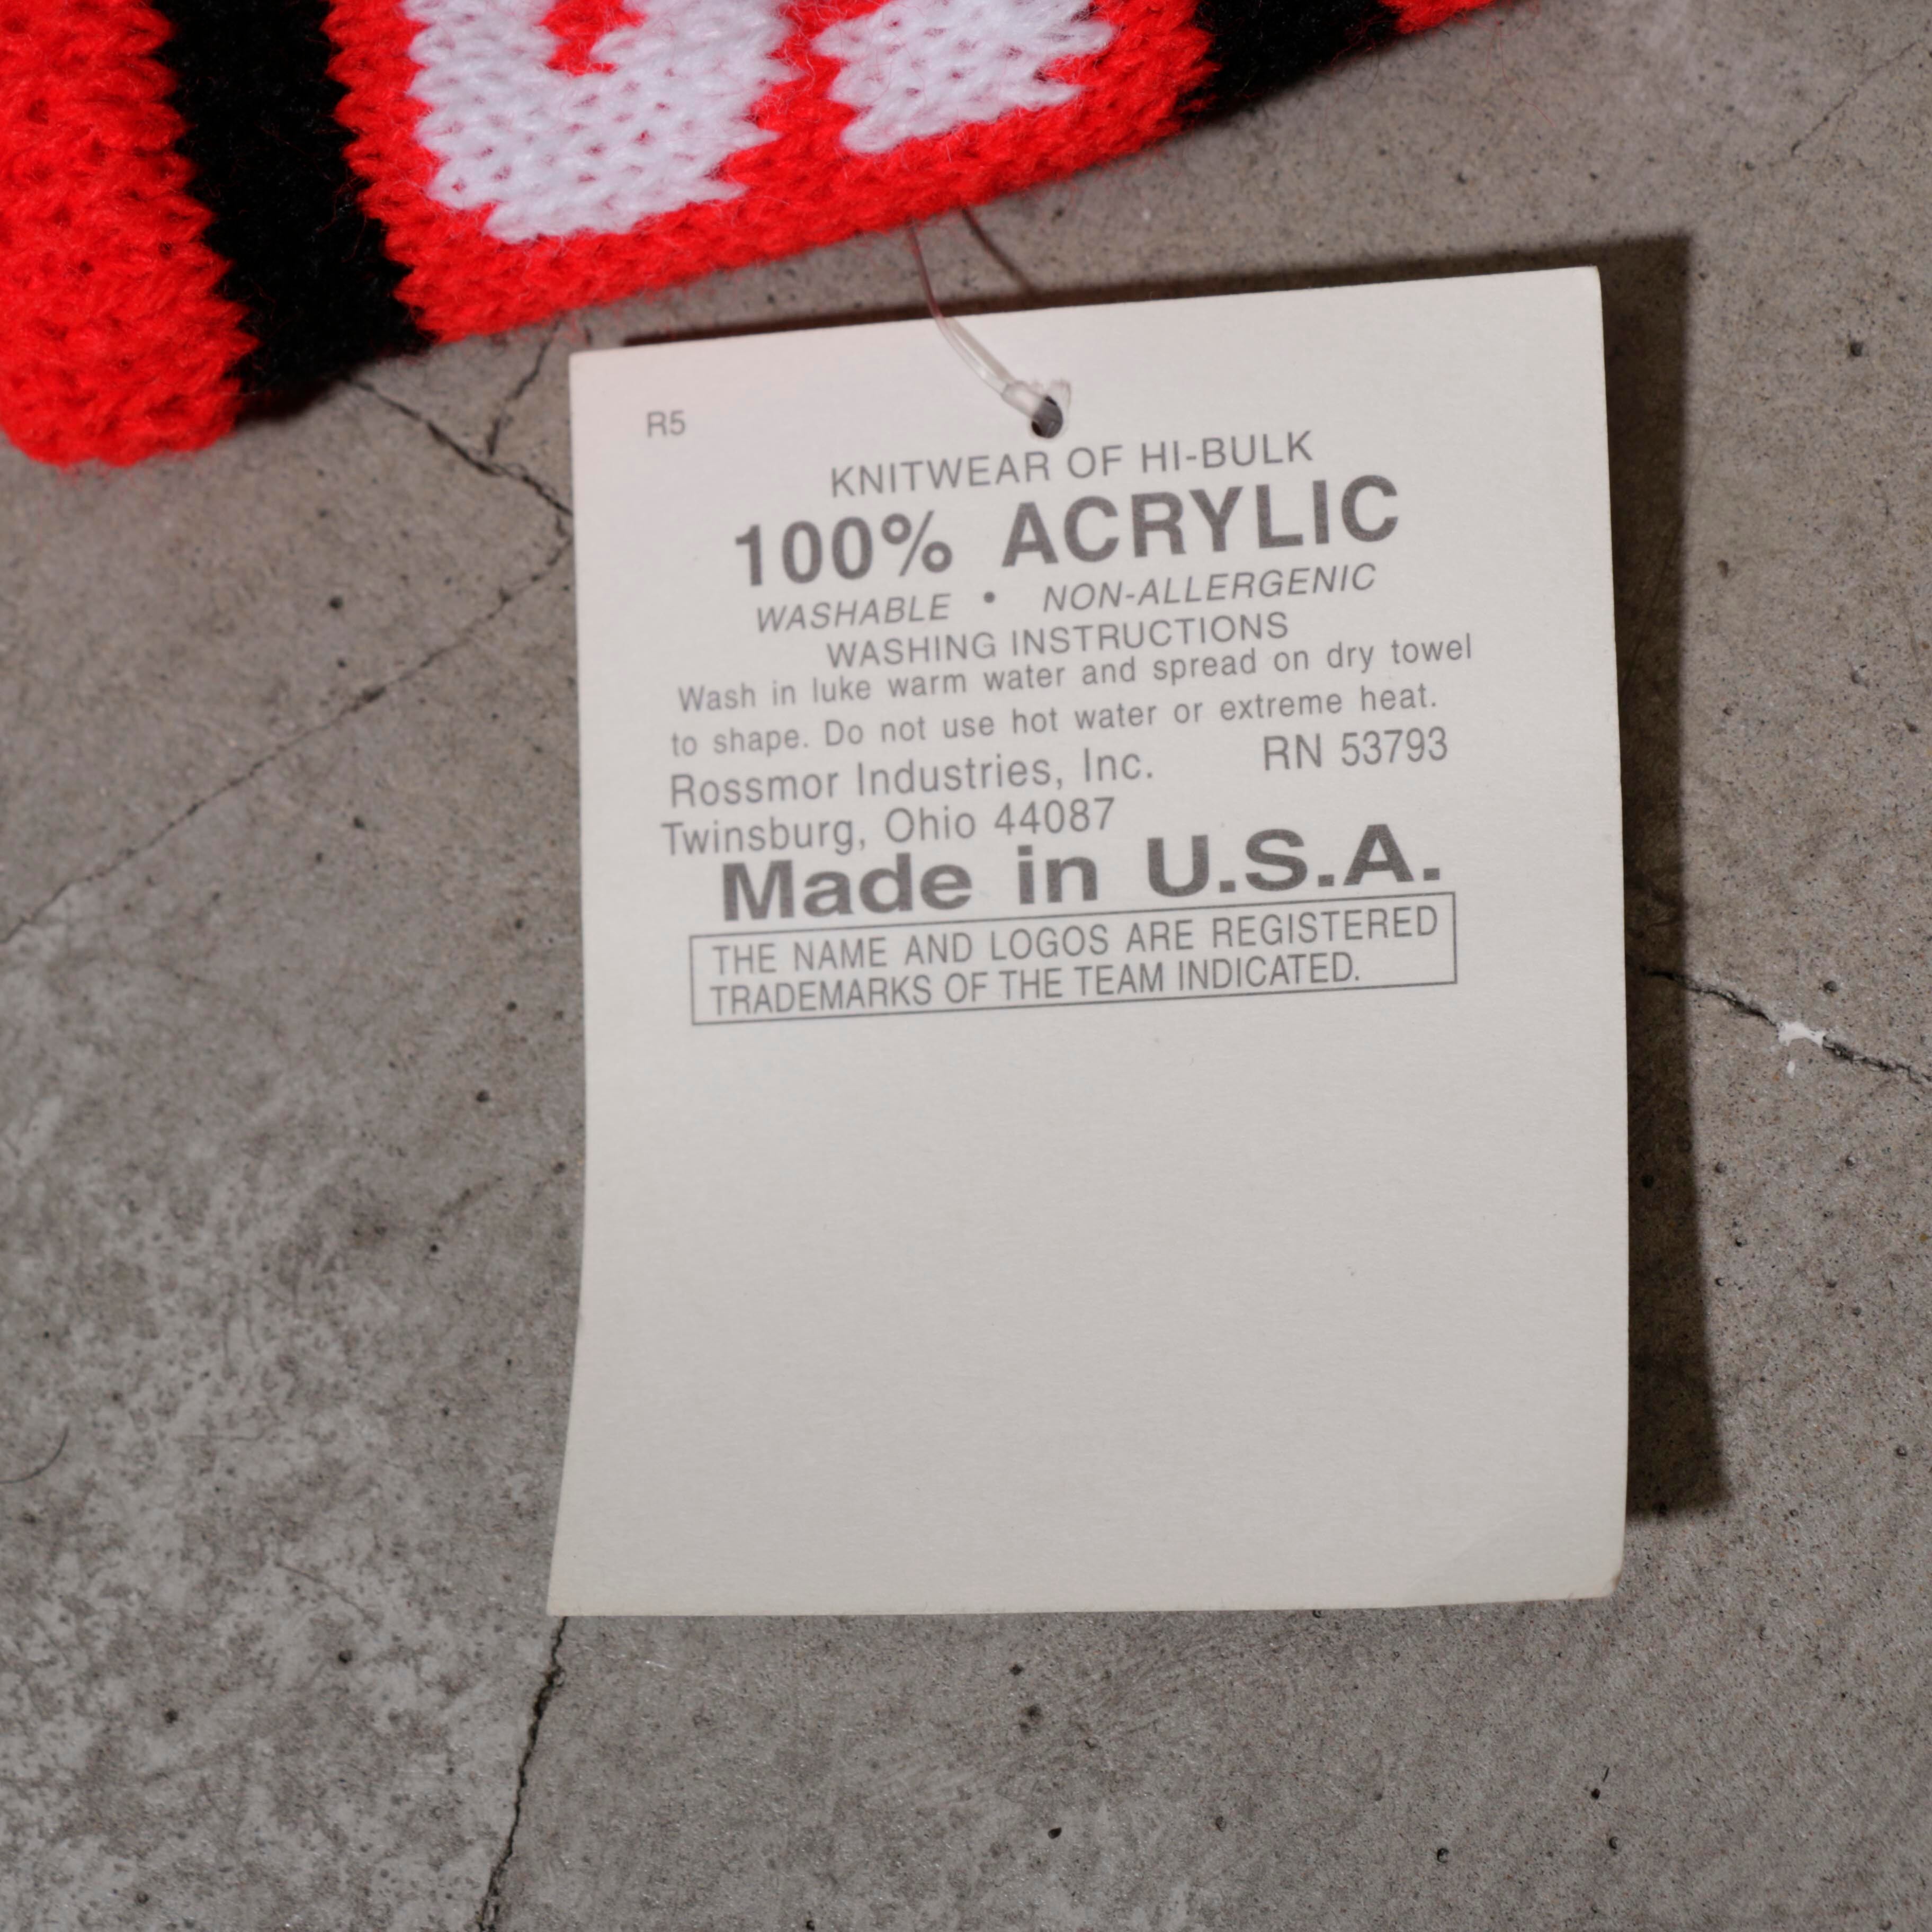 R5
KNITWEAR OF HI-BULK
100% ACRYLIC
WASHABLE • NON-ALLERGENIC
WASHING INSTRUCTIONS
Wash in luke warm water and spread on dry towel
to shape. Do not use hot water or extreme heat.
Rossmor Industries, Inc. RN 53793
Twinsburg, Ohio 44087
Made in U.S.A.
THE NAME AND LOGOS ARE REGISTERED
TRADEMARKS OF THE TEAM INDICATED.